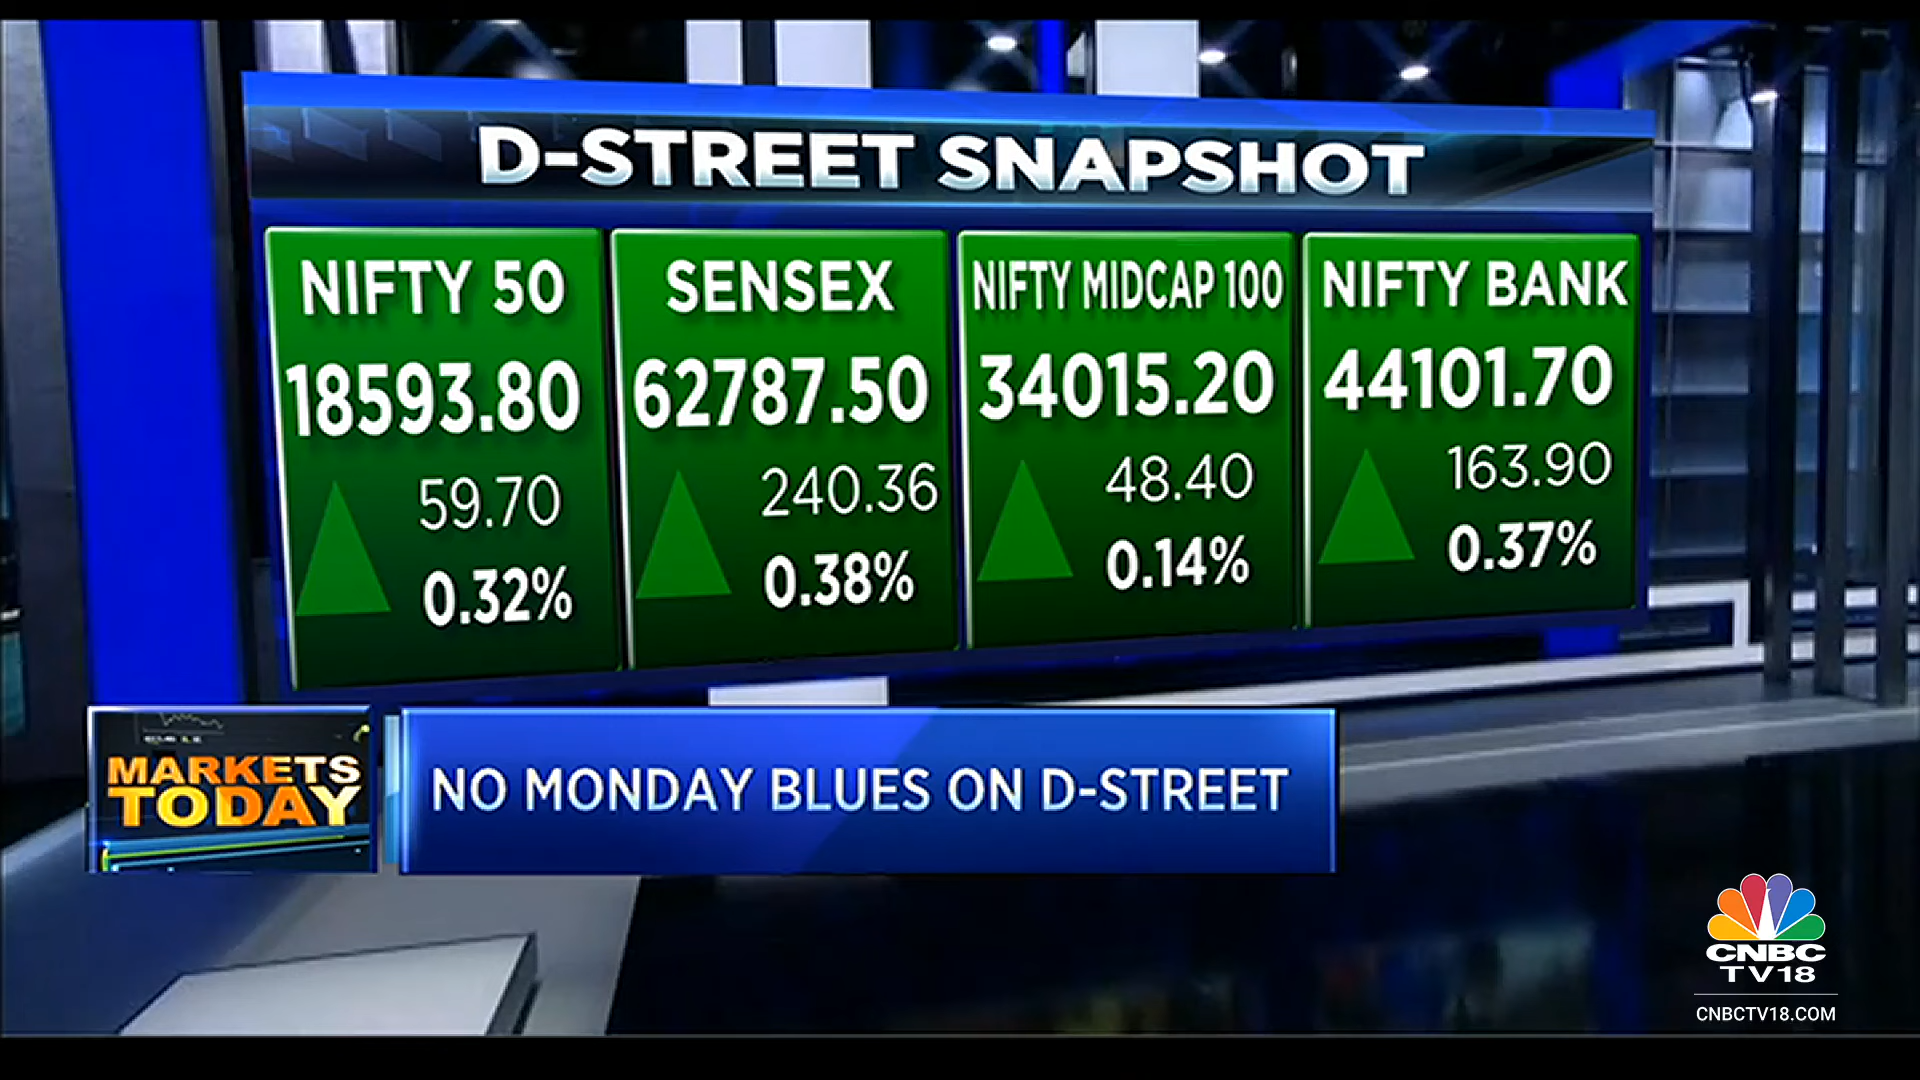 D-STREET SNAPSHOT
NIFTY 50
18593.80
59.70
0.32%
SENSEX
62787.50
240.36
0.38%
NIFTY MIDCAP 100
34015.20
48.40
0.14%
NIFTY BANK
44101.70
163.90
0.37%
MARKETS
TODAY
NO MONDAY BLUES ON D-STREET
CNBC
TV18
CNBCTV18.COM